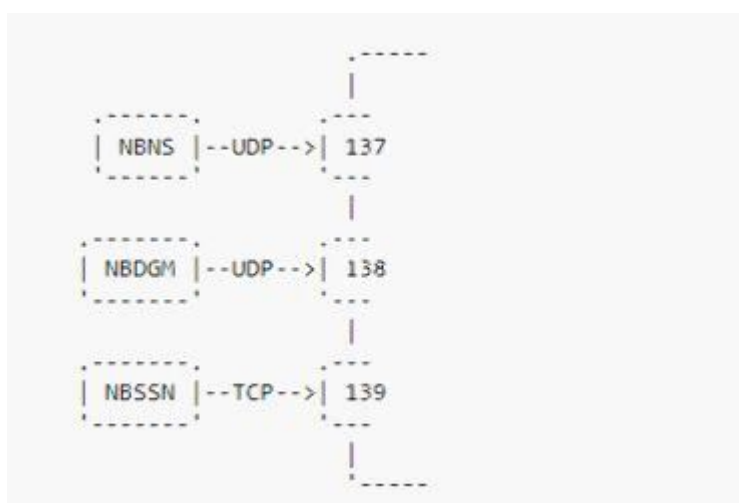 NBNS --UDP--> 137
NBDGM --UDP--> 138
NBSSN --TCP--> 139